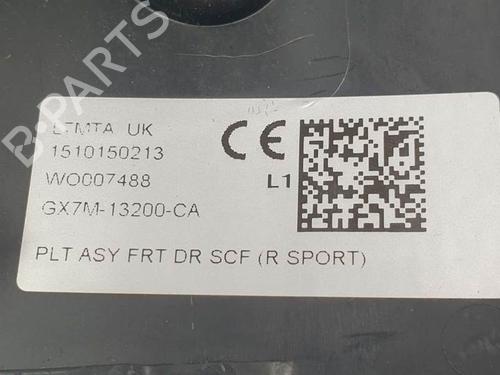 B-PARTS
LTMTA UK
1510150213
WO007488
GX7M-13200-CA
CE
L1
PLT ASY FRT DR SCF (R SPORT)